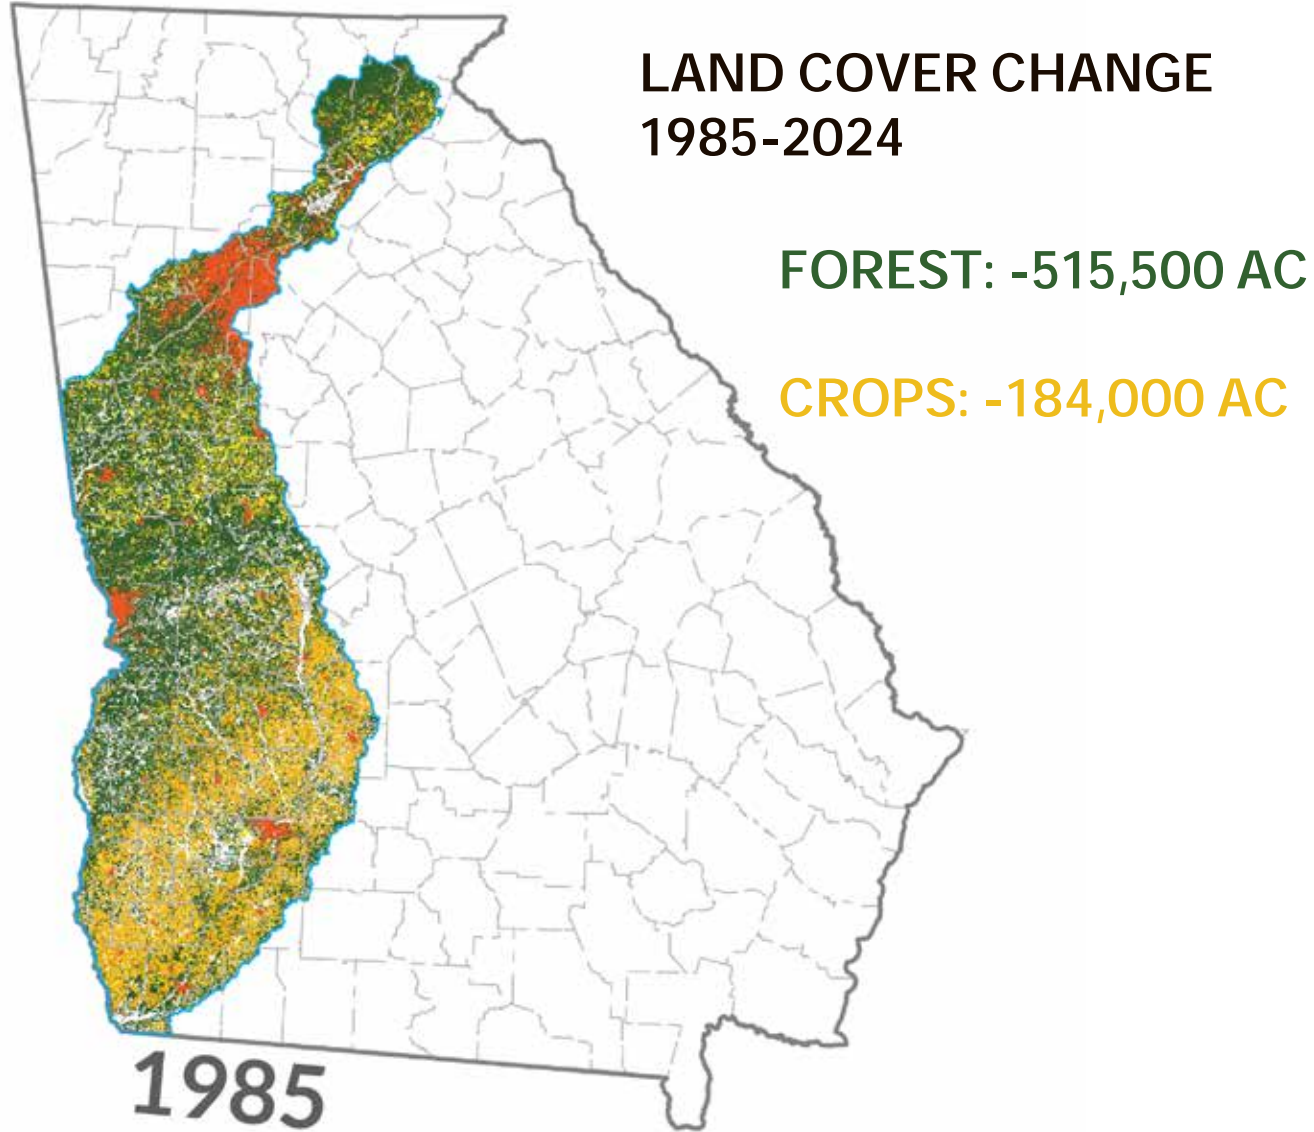 LAND COVER CHANGE
1985-2024
FOREST: -515,500 AC
CROPS: -184,000 AC
1985